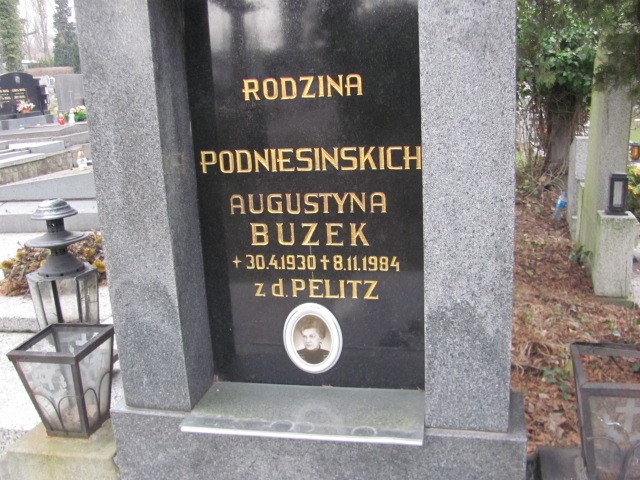 RODZINA
PODNIESINSKICH
AUGUSTYNA
BUZEK
+ 30.4.1930 + 8.11.1984
z d. PELITZ